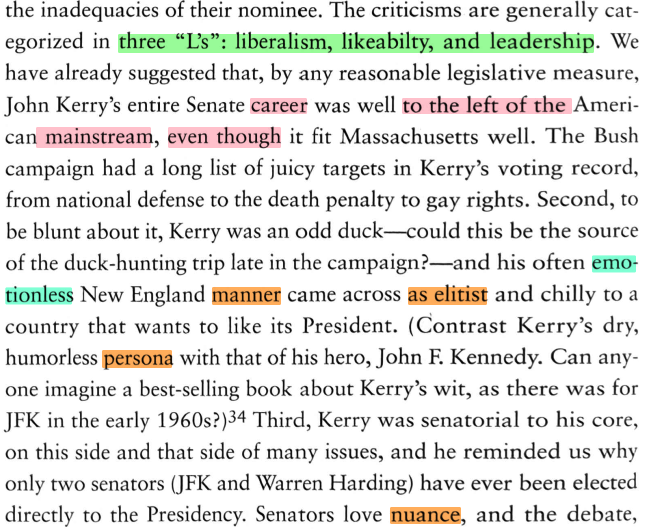 the inadequacies of their nominee. The criticisms are generally cat-
egorized in three “L’s”: liberalism, likeabilty, and leadership. We
have already suggested that, by any reasonable legislative measure,
John Kerry’s entire Senate career was well to the left of the Ameri-
can mainstream, even though it fit Massachusetts well. The Bush
campaign had a long list of juicy targets in Kerry’s voting record,
from national defense to the death penalty to gay rights. Second, to
be blunt about it, Kerry was an odd duck—could this be the source
of the duck-hunting trip late in the campaign?—and his often emo-
tionless New England manner came across as elitist and chilly to a
country that wants to like its President. (Contrast Kerry’s dry,
humorless persona with that of his hero, John F. Kennedy. Can any-
one imagine a best-selling book about Kerry’s wit, as there was for
JFK in the early 1960s?)34 Third, Kerry was senatorial to his core,
on this side and that side of many issues, and he reminded us why
only two senators (JFK and Warren Harding) have ever been elected
directly to the Presidency. Senators love nuance, and the debate,